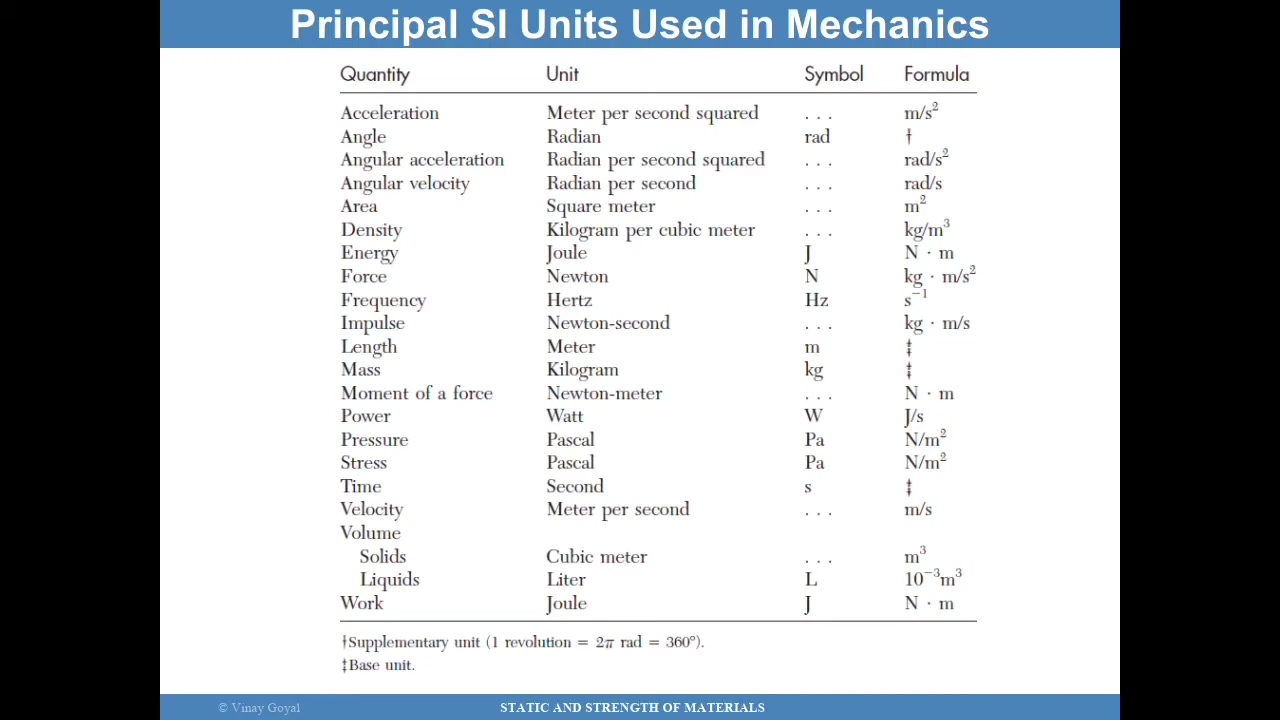 Principal SI Units Used in Mechanics
Quantity Unit Symbol Formula
Acceleration Meter per second squared . . . m/s²
Angle Radian rad †
Angular acceleration Radian per second squared . . . rad/s²
Angular velocity Radian per second . . . rad/s
Area Square meter . . . m²
Density Kilogram per cubic meter . . . kg/m³
Energy Joule J N · m
Force Newton N kg · m/s²
Frequency Hertz Hz s⁻¹
Impulse Newton-second . . . kg · m/s
Length Meter m ‡
Mass Kilogram kg ‡
Moment of a force Newton-meter . . . N · m
Power Watt W J/s
Pressure Pascal Pa N/m²
Stress Pascal Pa N/m²
Time Second s ‡
Velocity Meter per second . . . m/s
Volume
Solids Cubic meter . . . m³
Liquids Liter L 10⁻³m³
Work Joule J N · m
†Supplementary unit (1 revolution = 2π rad = 360°).
‡Base unit.
© Vinay Goyal STATIC AND STRENGTH OF MATERIALS